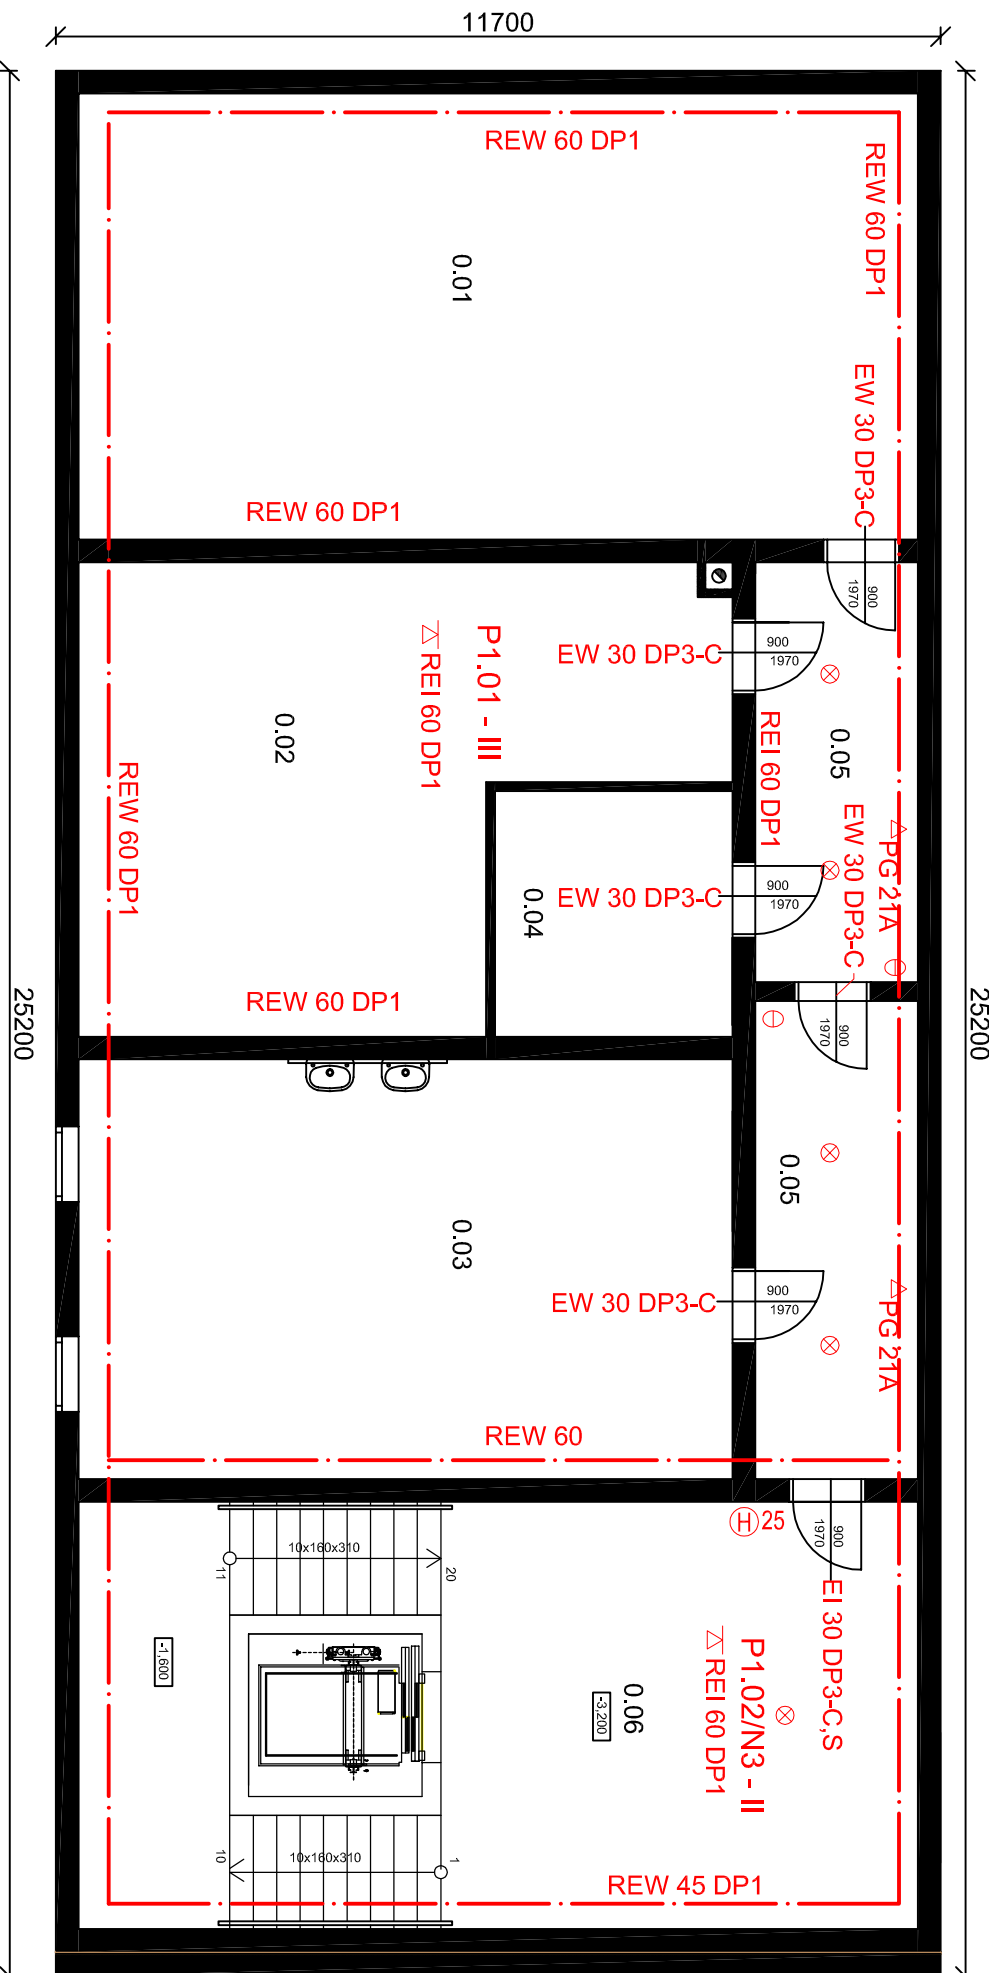 11700
REW 60 DP1
REW 60 DP1
0.01
EW 30 DP3-C
REW 60 DP1
900
1970
P1.01 - III
REI 60 DP1
EW 30 DP3-C
900
1970
0.02
REI 60 DP1
0.05
REW 60 DP1
EW 30 DP3-C
PG 21A
EW 30 DP3-C
900
1970
0.04
REW 60 DP1
25200
25200
900
1970
0.05
0.03
EW 30 DP3-C
900
1970
PG 21A
REW 60
H 25
900
1970
10x160x310
11
20
EI 30 DP3-C,S
-1,600
0.06
-3,200
P1.02/N3 - II
REI 60 DP1
10x160x310
10
1
REW 45 DP1